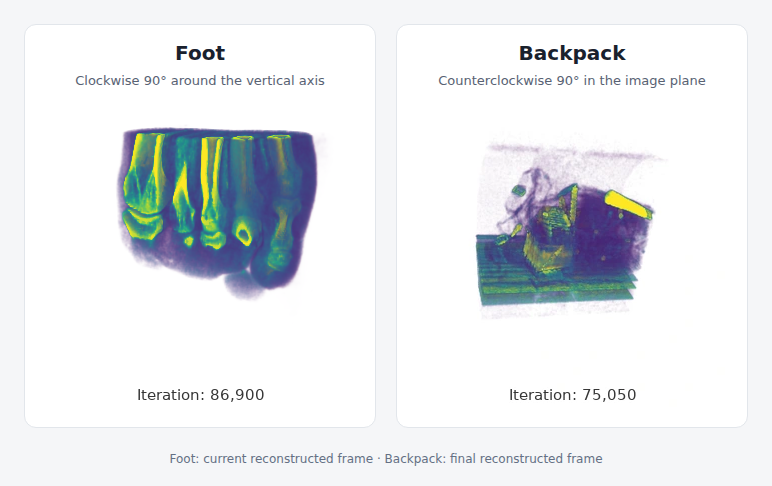 Foot
Clockwise 90° around the vertical axis
Iteration: 86,900
Backpack
Counterclockwise 90° in the image plane
Iteration: 75,050
Foot: current reconstructed frame · Backpack: final reconstructed frame